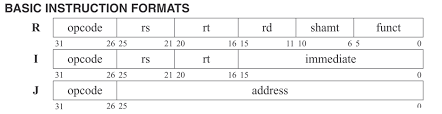 BASIC INSTRUCTION FORMATS
R opcode rs rt rd shamt funct
31 26 25 21 20 16 15 11 10 6 5 0
I opcode rs rt immediate
31 26 25 21 20 16 15 0
J opcode address
31 26 25 0